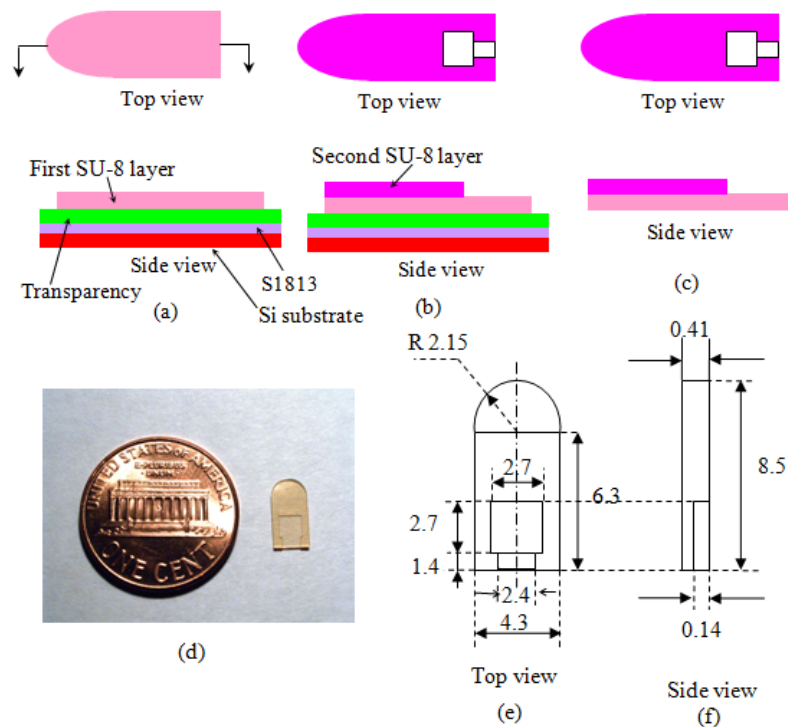 Top view
Top view
Top view
First SU-8 layer
Second SU-8 layer
Side view
S1813
Transparency
(a)
Si substrate
Side view
(b)
Side view
(c)
R 2.15
0.41
2.7
6.3
8.5
2.7
1.4
2.4
4.3
0.14
UNITED STATES OF AMERICA
E·PLURIBUS
UNUM
ONE CENT
(d)
Top view
(e)
Side view
(f)